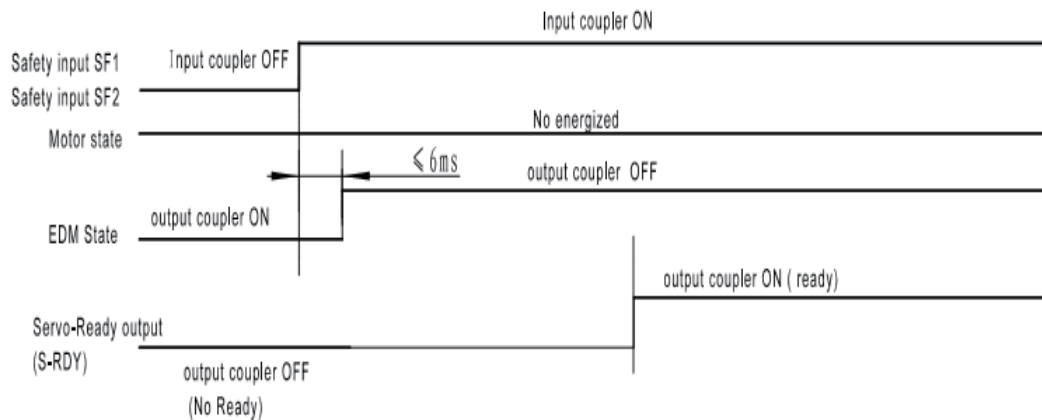 Input coupler ON
Safety input SF1
Input coupler OFF
Safety input SF2
No energized
Motor state
⩽6ms
output coupler OFF
output coupler ON
EDM State
output coupler ON ( ready)
Servo-Ready output
(S-RDY)
output coupler OFF
(No Ready)